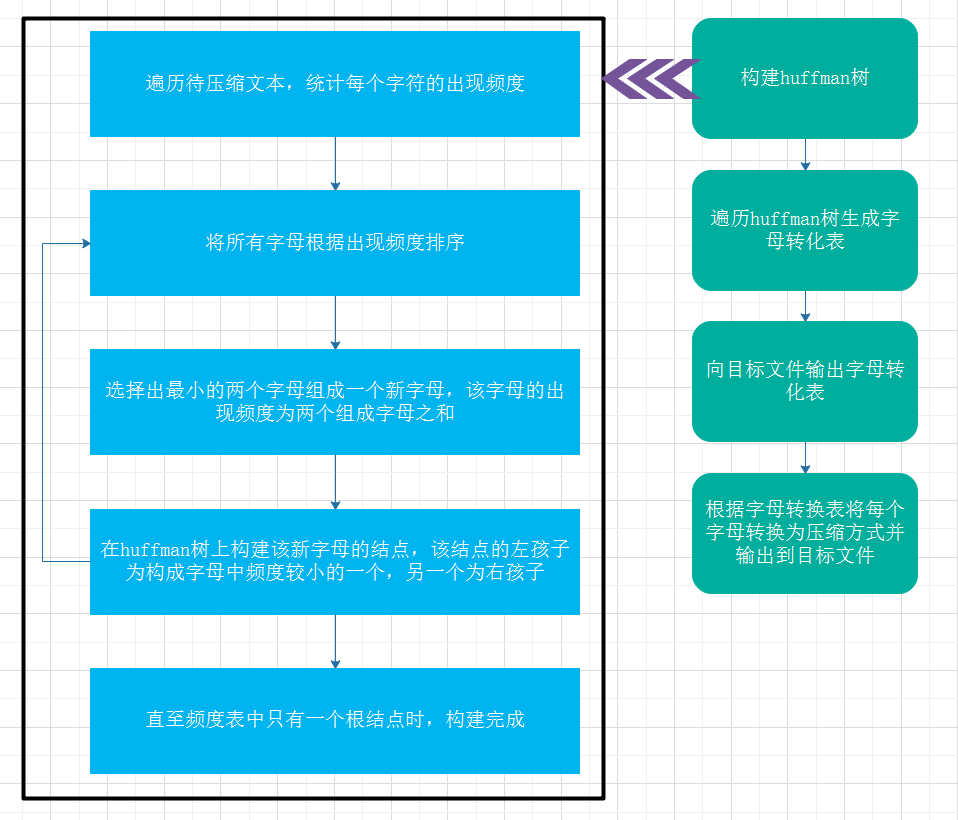 遍历待压缩文本，统计每个字符的出现频度
将所有字母根据出现频度排序
选择出最小的两个字母组成一个新字母，该字母的出
现频度为两个组成字母之和
在huffman树上构建该新字母的结点，该结点的左孩子
为构成字母中频度较小的一个，另一个为右孩子
直至频度表中只有一个根结点时，构建完成
构建huffman树
遍历huffman树生成字
母转化表
向目标文件输出字母转
化表
根据字母转换表将每个
字母转换为压缩方式并
输出到目标文件